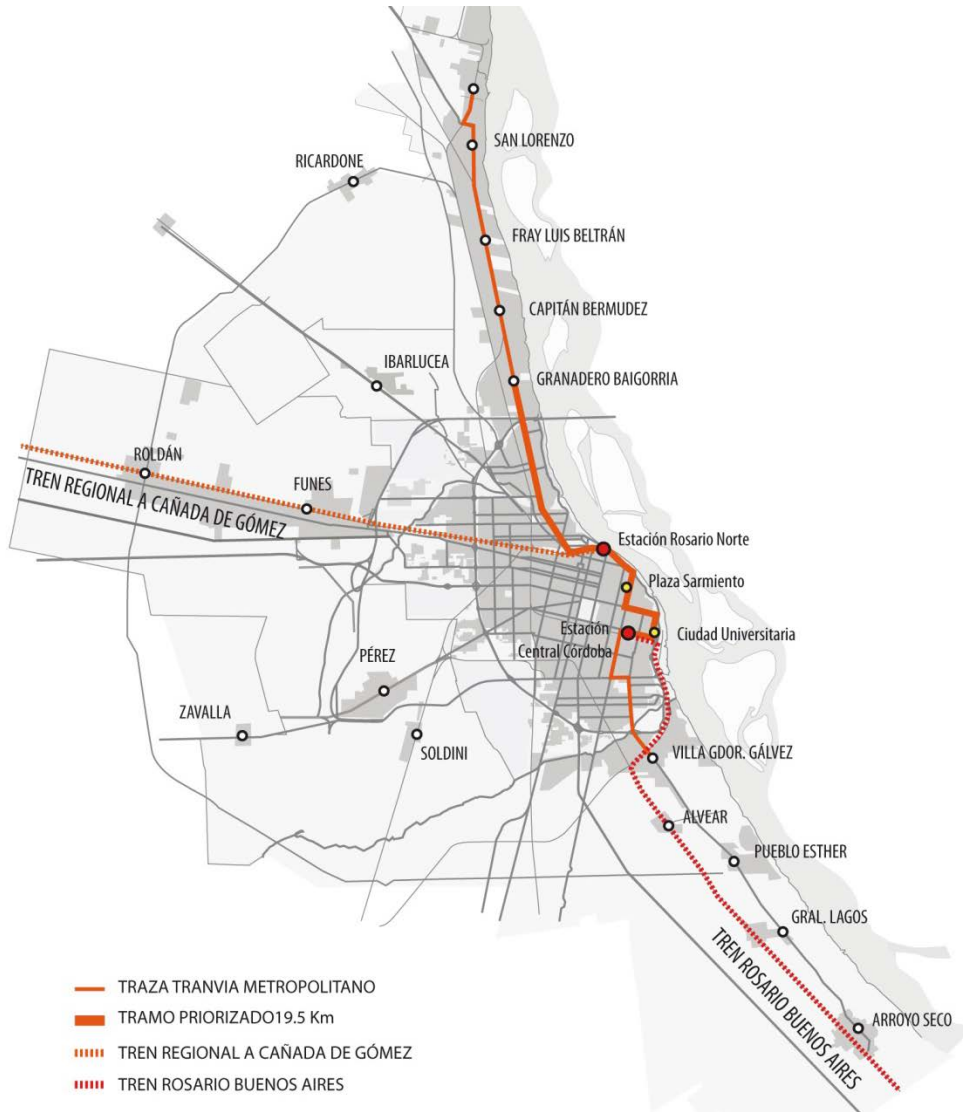 SAN LORENZO
RICARDONE
FRAY LUIS BELTRÁN
CAPITÁN BERMUDEZ
IBARLUCEA
GRANADERO BAIGORRIA
ROLDÁN
FUNES
TREN REGIONAL A CAÑADA DE GÓMEZ
Estación Rosario Norte
Plaza Sarmiento
Estación
Central Córdoba
Ciudad Universitaria
PÉREZ
ZAVALLA
SOLDINI
VILLA GDOR. GÁLVEZ
ALVEAR
PUEBLO ESTHER
GRAL. LAGOS
TREN ROSARIO BUENOS AIRES
ARROYO SECO
TRAZA TRANVIA METROPOLITANO
TRAMO PRIORIZADO19.5 Km
TREN REGIONAL A CAÑADA DE GÓMEZ
TREN ROSARIO BUENOS AIRES